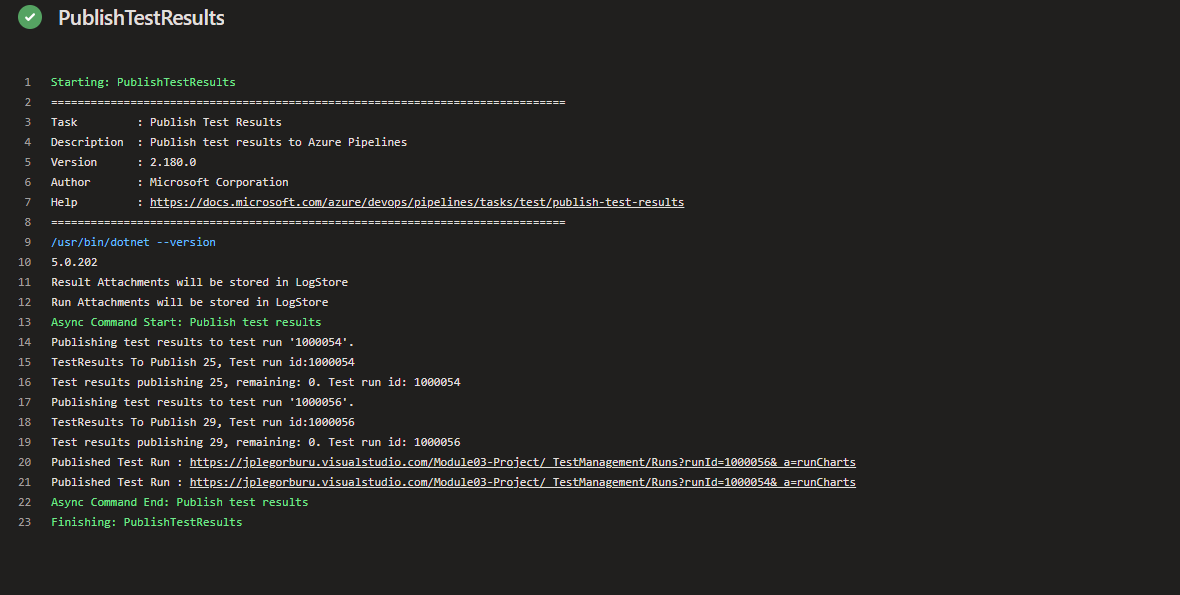 PublishTestResults
1 Starting: PublishTestResults
2 ==============================================================================
3 Task         : Publish Test Results
4 Description  : Publish test results to Azure Pipelines
5 Version      : 2.180.0
6 Author       : Microsoft Corporation
7 Help         : https://docs.microsoft.com/azure/devops/pipelines/tasks/test/publish-test-results
8 ==============================================================================
9 /usr/bin/dotnet --version
10 5.0.202
11 Result Attachments will be stored in LogStore
12 Run Attachments will be stored in LogStore
13 Async Command Start: Publish test results
14 Publishing test results to test run '1000054'.
15 TestResults To Publish 25, Test run id:1000054
16 Test results publishing 25, remaining: 0. Test run id: 1000054
17 Publishing test results to test run '1000056'.
18 TestResults To Publish 29, Test run id:1000056
19 Test results publishing 29, remaining: 0. Test run id: 1000056
20 Published Test Run : https://jplegorburu.visualstudio.com/Module03-Project/_TestManagement/Runs?runId=1000056&_a=runCharts
21 Published Test Run : https://jplegorburu.visualstudio.com/Module03-Project/_TestManagement/Runs?runId=1000054&_a=runCharts
22 Async Command End: Publish test results
23 Finishing: PublishTestResults